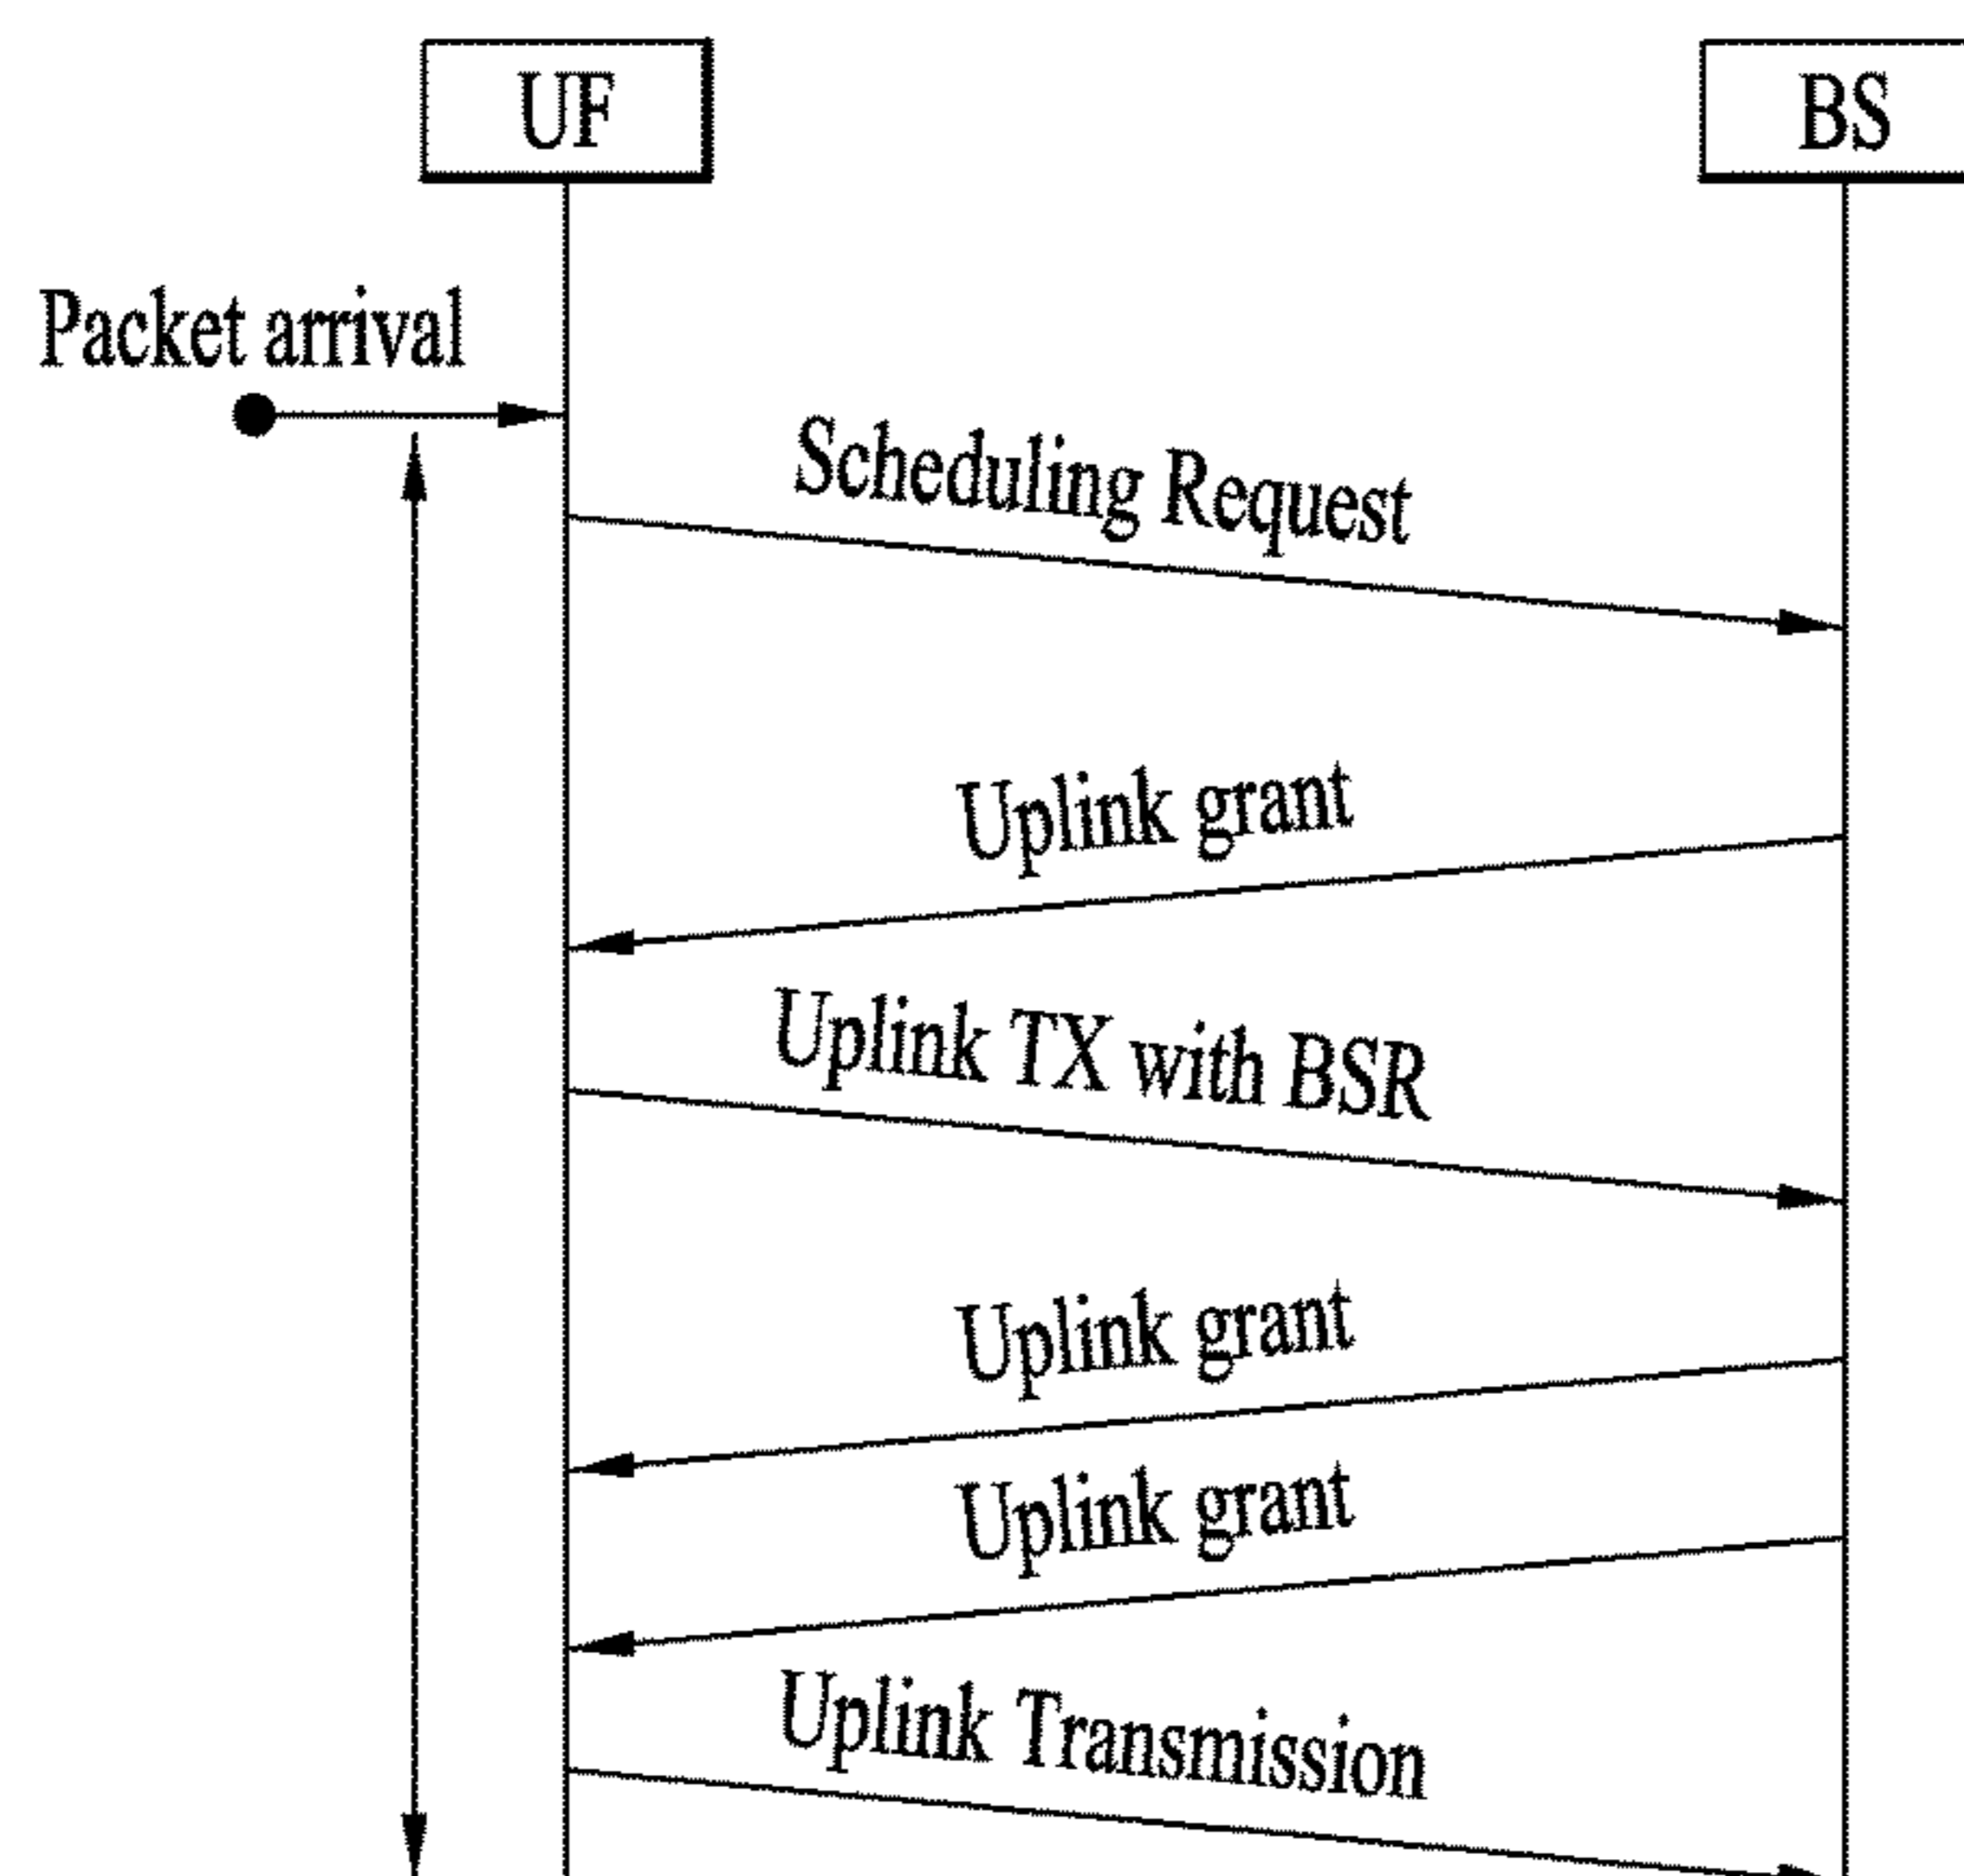 UF
BS
Packet arrival
Scheduling Request
Uplink grant
Uplink TX with BSR
Uplink grant
Uplink grant
Uplink Transmission